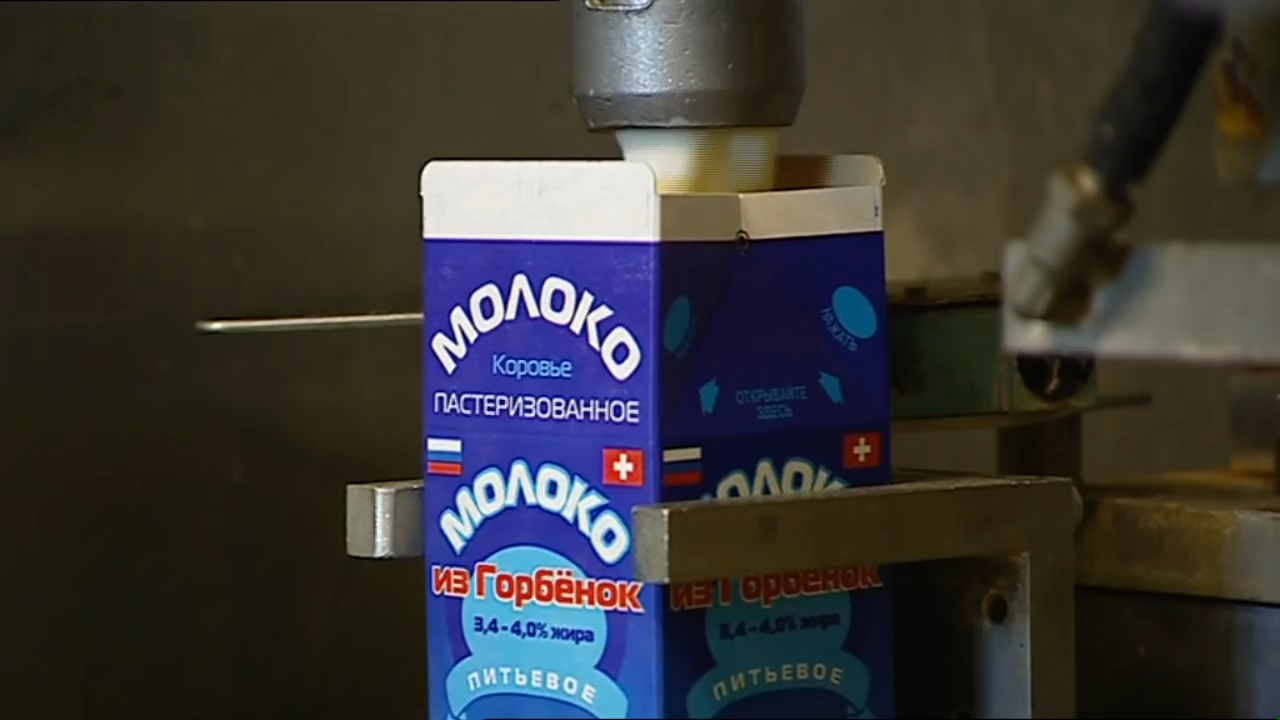 МОЛОКО
Коровье
ПАСТЕРИЗОВАННОЕ
МОЛОКО
из Горбёнок
3,4-4,0% жира
ПИТЬЕВОЕ
НАЖАТЬ
ОТКРЫВАЙТЕ
ЗДЕСЬ
МОЛОКО
из Горбёнок
3,4-4,0% жира
ПИТЬЕВОЕ